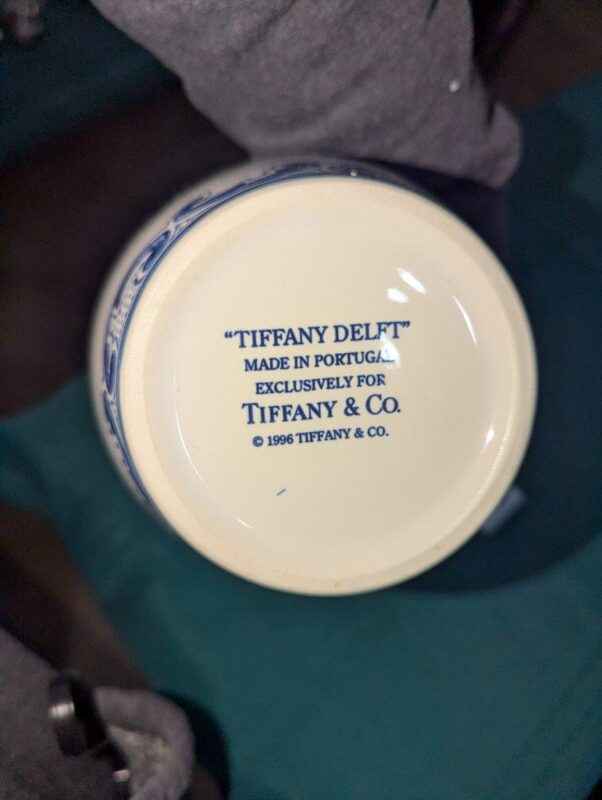 “TIFFANY DELFT”
MADE IN PORTUGAL
EXCLUSIVELY FOR
TIFFANY & CO.
© 1996 TIFFANY & CO.